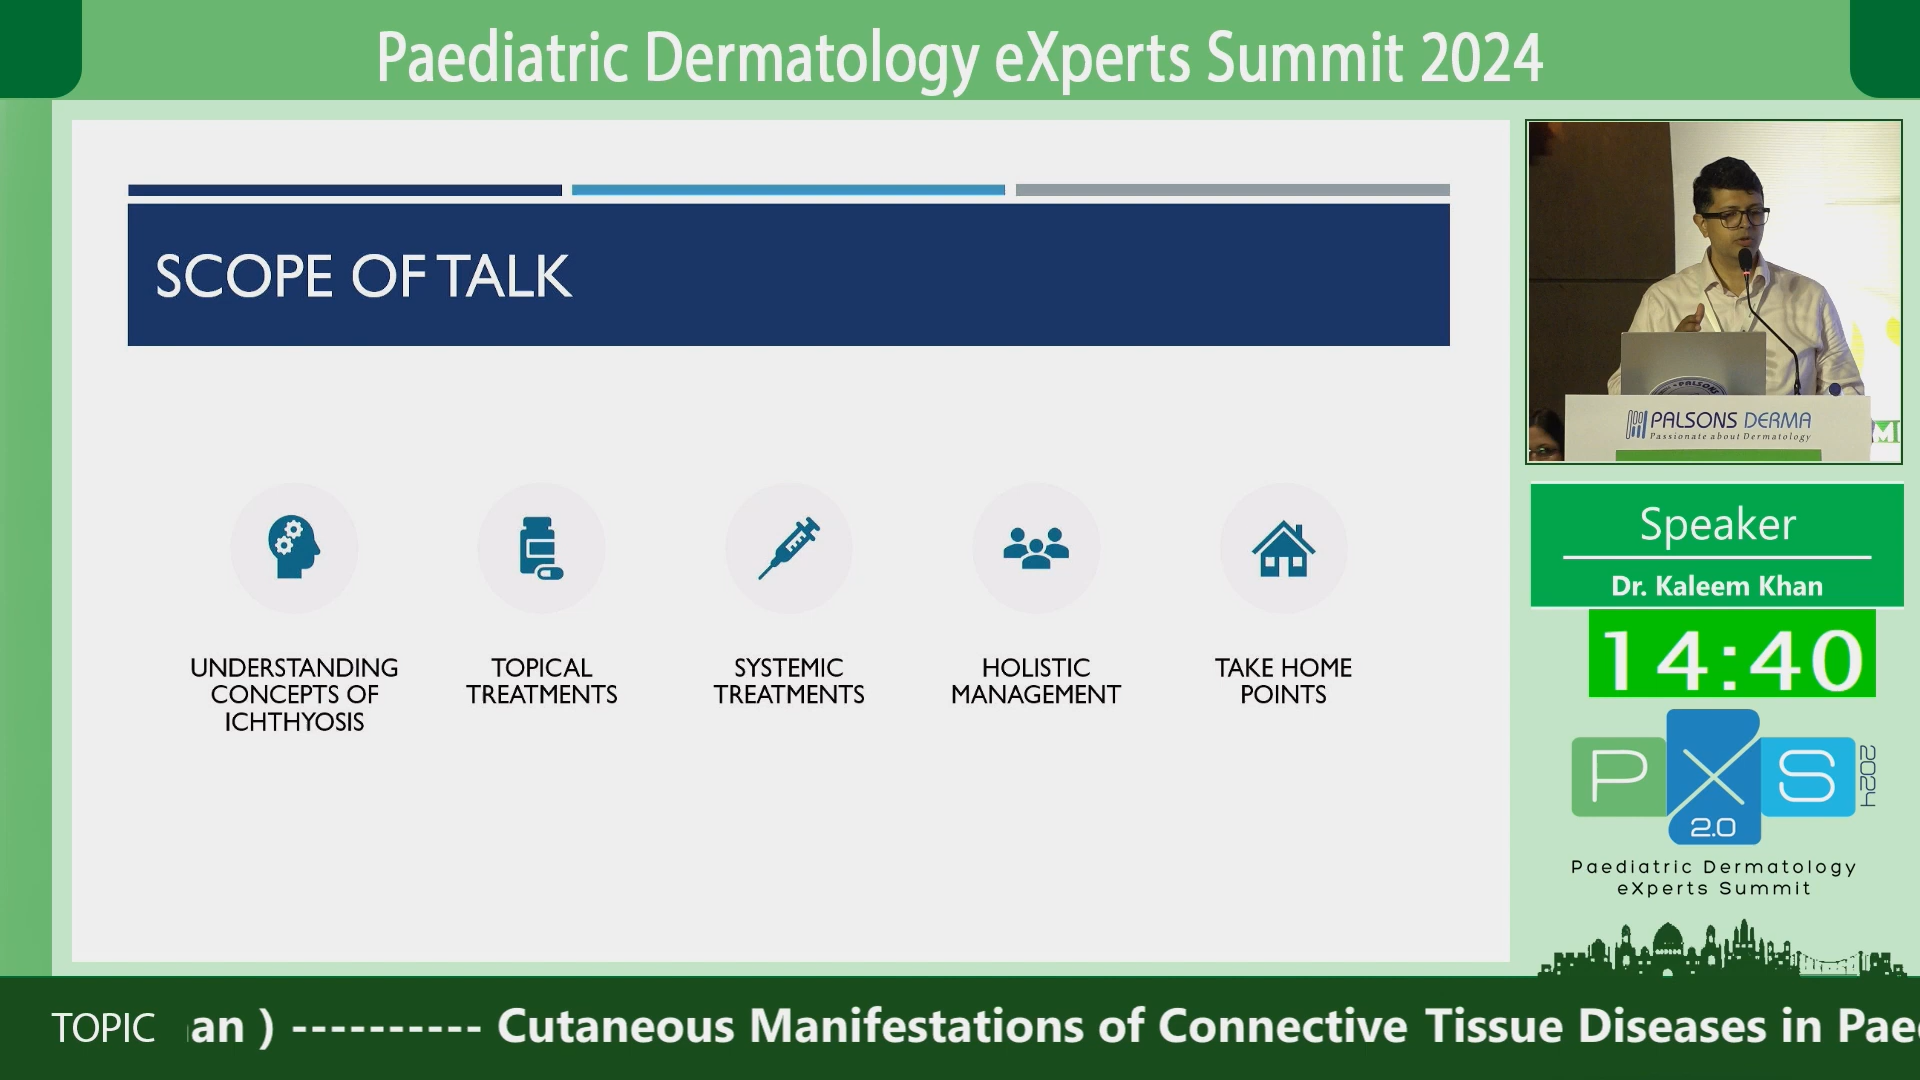 Paediatric Dermatology eXperts Summit 2024
SCOPE OF TALK
UNDERSTANDING
CONCEPTS OF
ICHTHYOSIS
TOPICAL
TREATMENTS
SYSTEMIC
TREATMENTS
HOLISTIC
MANAGEMENT
TAKE HOME
POINTS
PALSONS
PALSONS DERMA
Passionate about Dermatology
Speaker
Dr. Kaleem Khan
14:40
P X S 2024
2.0
Paediatric Dermatology
eXperts Summit
TOPIC an ) ---------- Cutaneous Manifestations of Connective Tissue Diseases in Pae